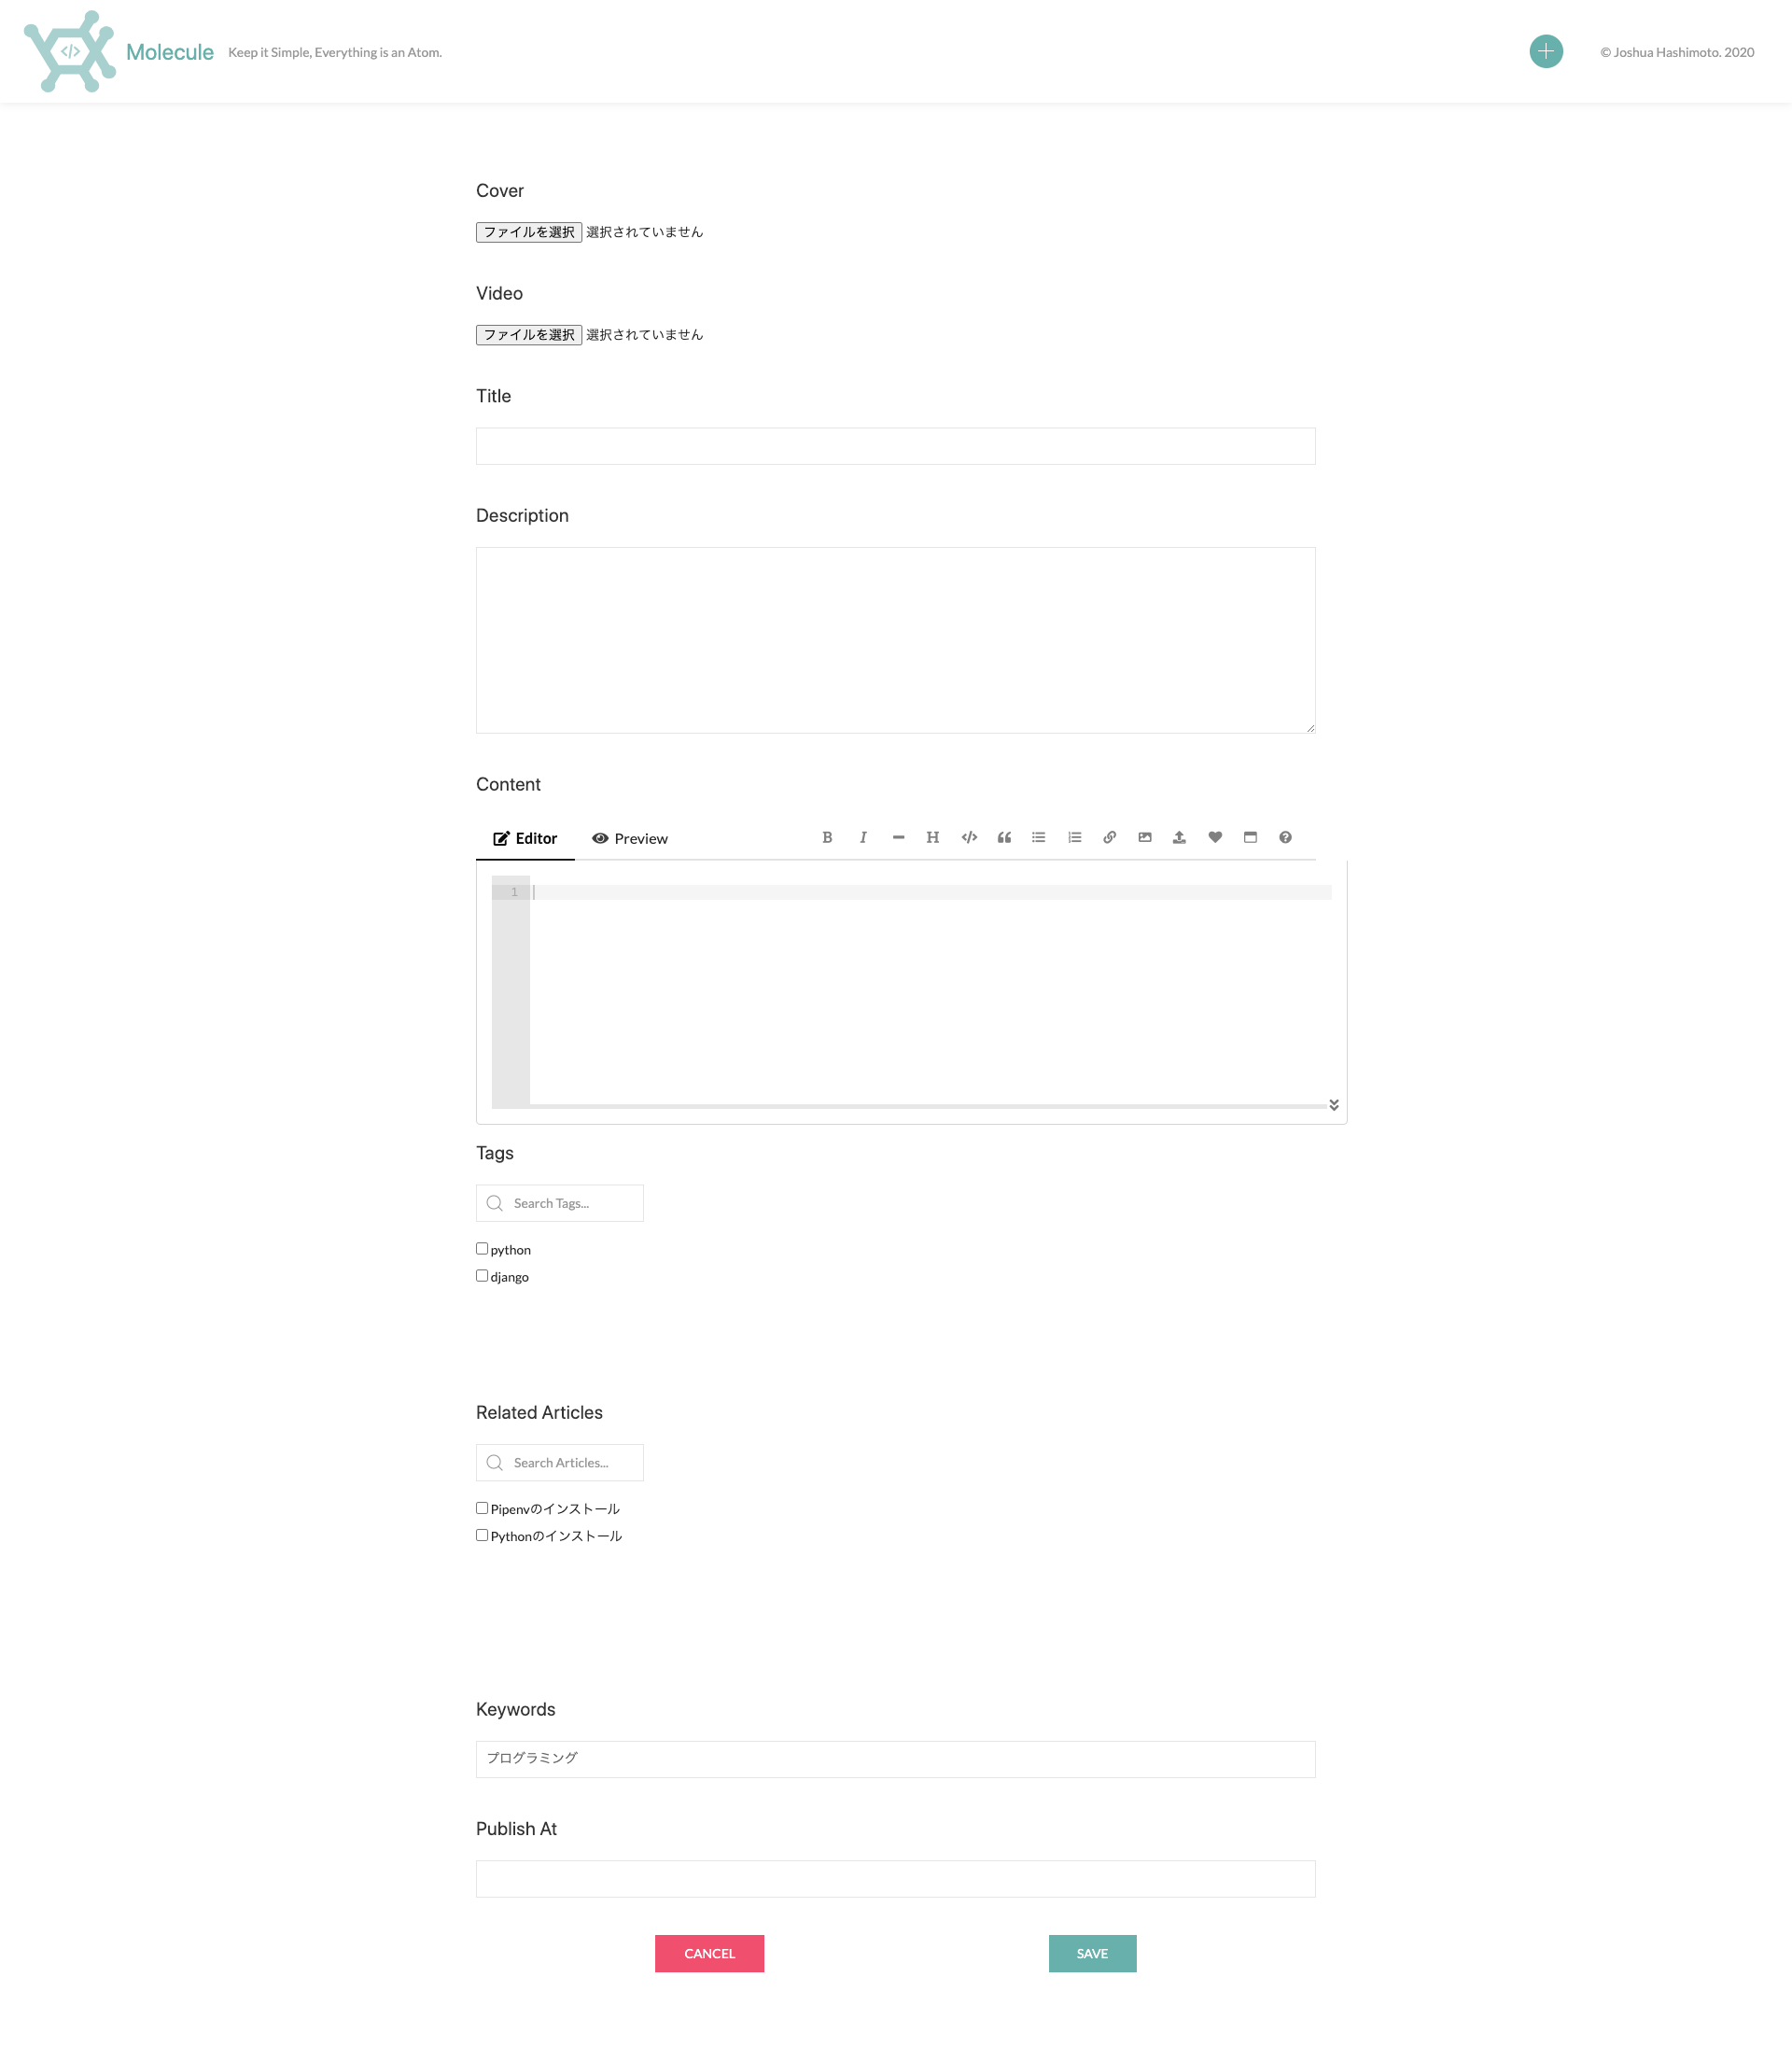 Molecule Keep it Simple, Everything is an Atom. © Joshua Hashimoto. 2020
Cover
ファイルを選択 選択されていません
Video
ファイルを選択 選択されていません
Title
Description
Content
Editor Preview
1
Tags
Search Tags...
python
django
Related Articles
Search Articles...
Pipenvのインストール
Pythonのインストール
Keywords
プログラミング
Publish At
CANCEL SAVE